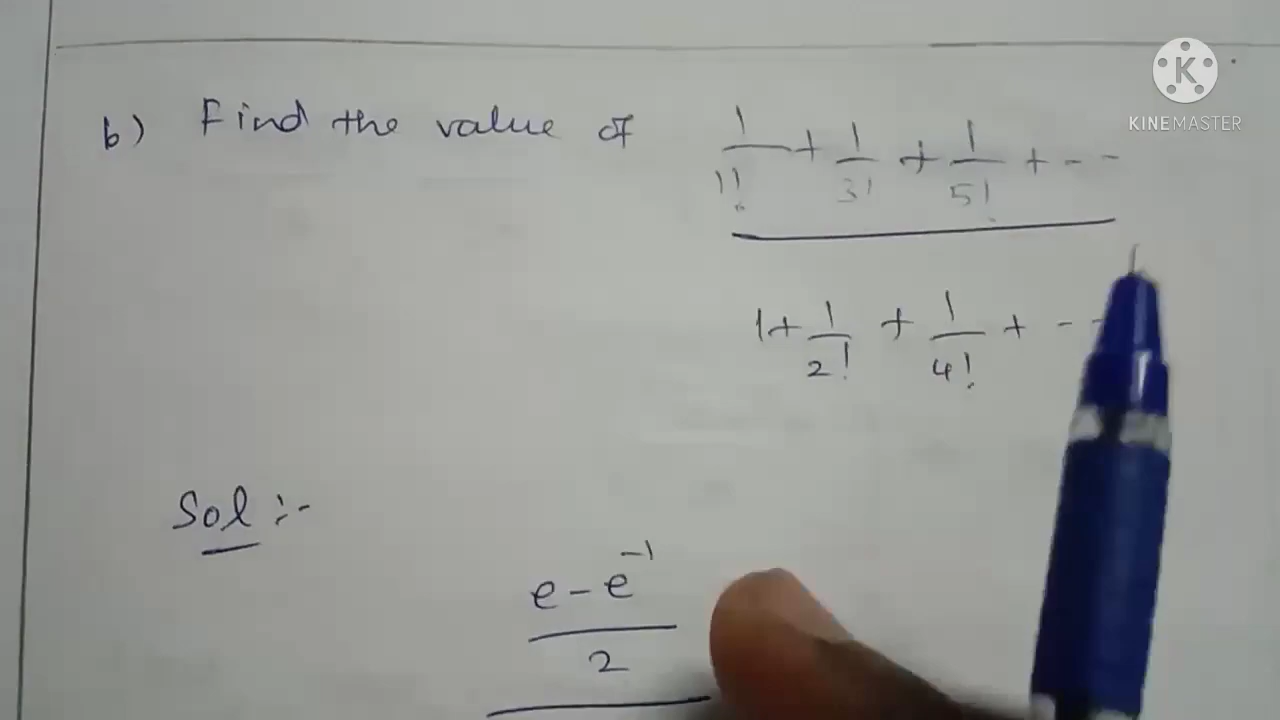 b) Find the value of 1/1! + 1/3! + 1/5! + - -
K
KINEMASTER
1 + 1/2! + 1/4! + - -
Sol :-
e - e^-1
2